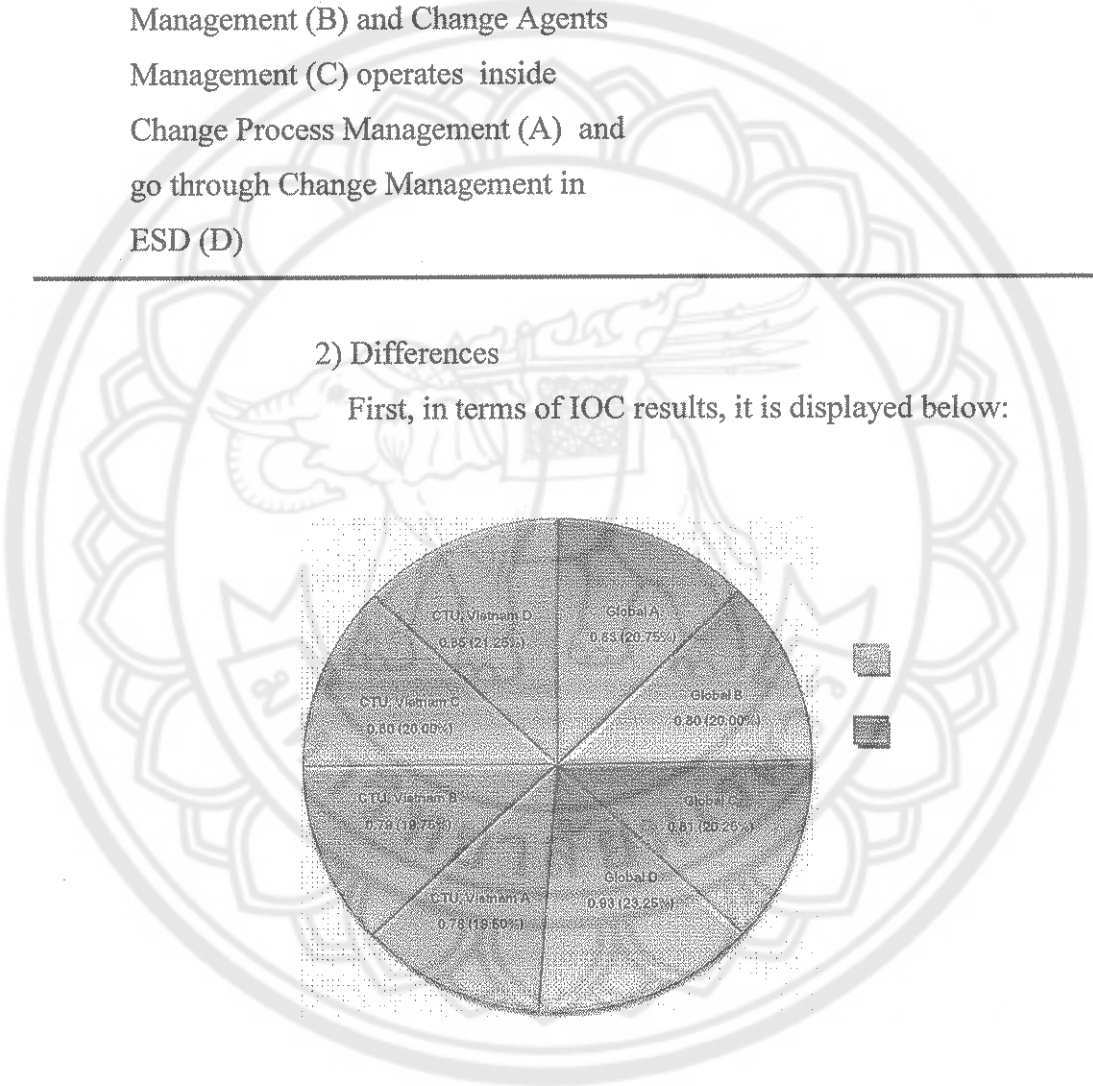 Management (B) and Change Agents
Management (C) operates inside
Change Process Management (A) and
go through Change Management in
ESD (D)
2) Differences
First, in terms of IOC results, it is displayed below:
CTU, Vietnam D
0.85 (21.25%)
Global A
0.83 (20.75%)
CTU, Vietnam C
0.80 (20.00%)
Global B
0.80 (20.00%)
CTU, Vietnam B
0.79 (19.75%)
Global C
0.81 (20.25%)
CTU, Vietnam A
0.78 (19.50%)
Global D
0.93 (23.25%)